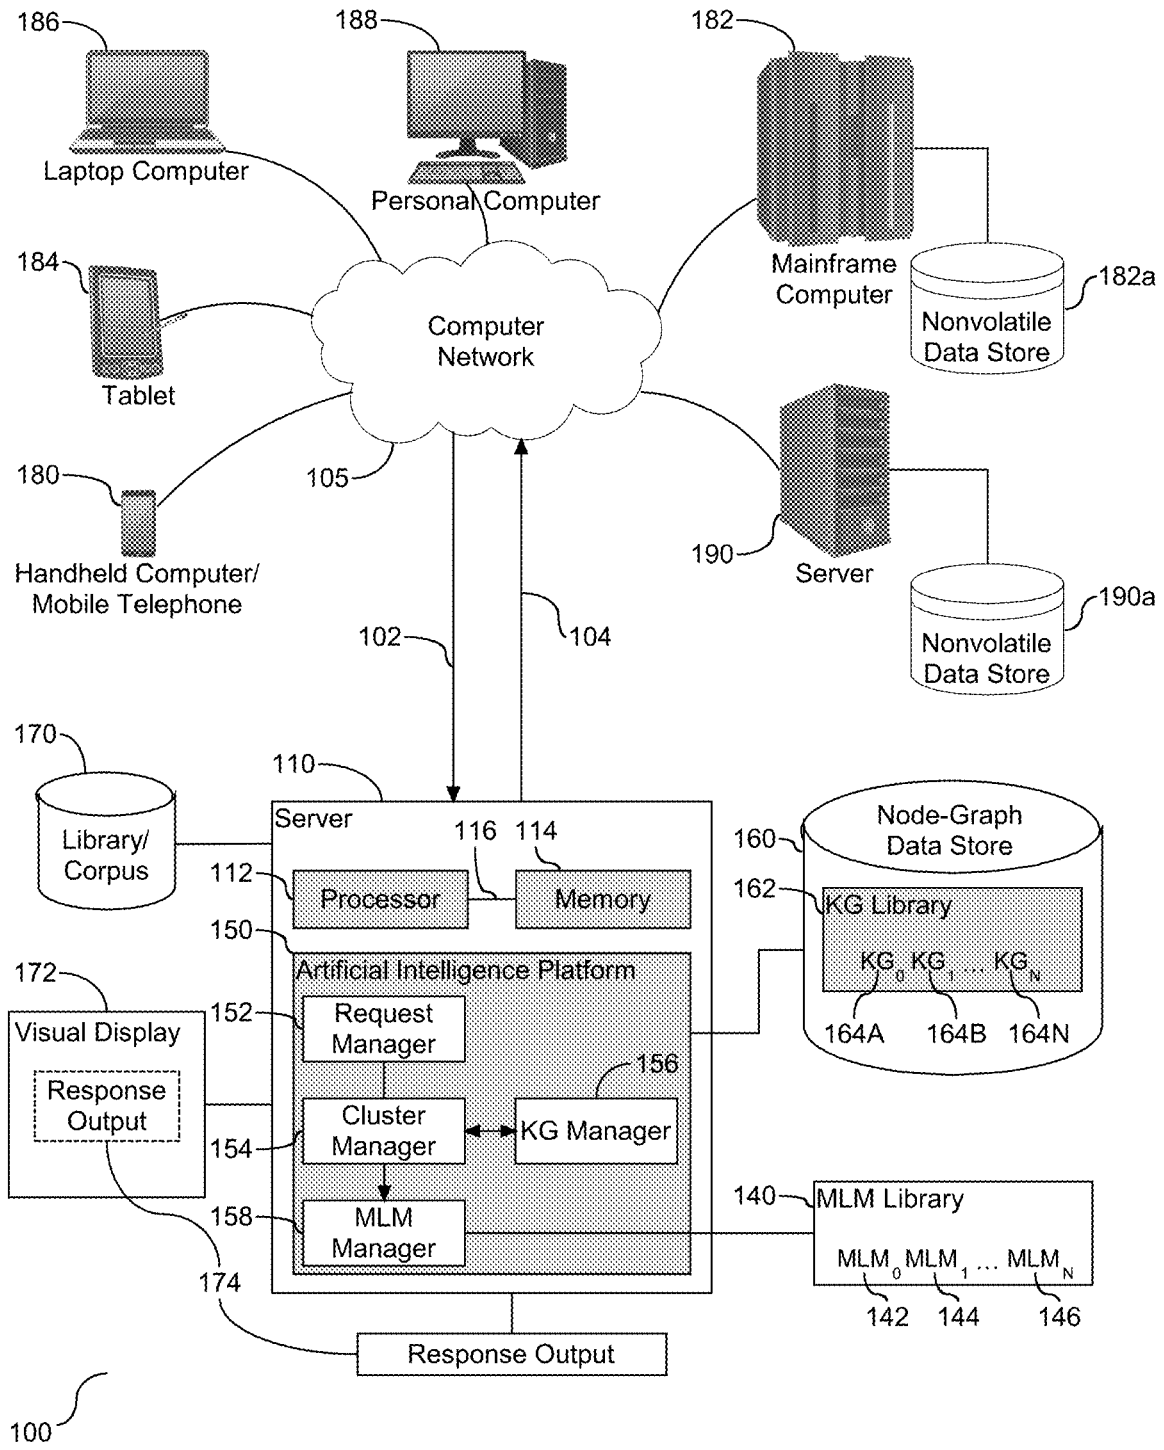 186
188
182
Laptop Computer
Personal Computer
Mainframe
Computer
184
182a
Nonvolatile
Data Store
Computer
Network
Tablet
180
105
190
Server
Handheld Computer/
Mobile Telephone
190a
Nonvolatile
Data Store
102
104
170
110
Server
Library/
Corpus
116
114
112
Processor
Memory
160
Node-Graph
Data Store
162
KG Library
KG0 KG1 ... KGN
164A
164B
164N
150
Artificial Intelligence Platform
172
Visual Display
Response
Output
152
Request
Manager
156
154
Cluster
Manager
KG Manager
158
MLM
Manager
140
MLM Library
MLM0 MLM1 ... MLMN
142
144
146
174
Response Output
100